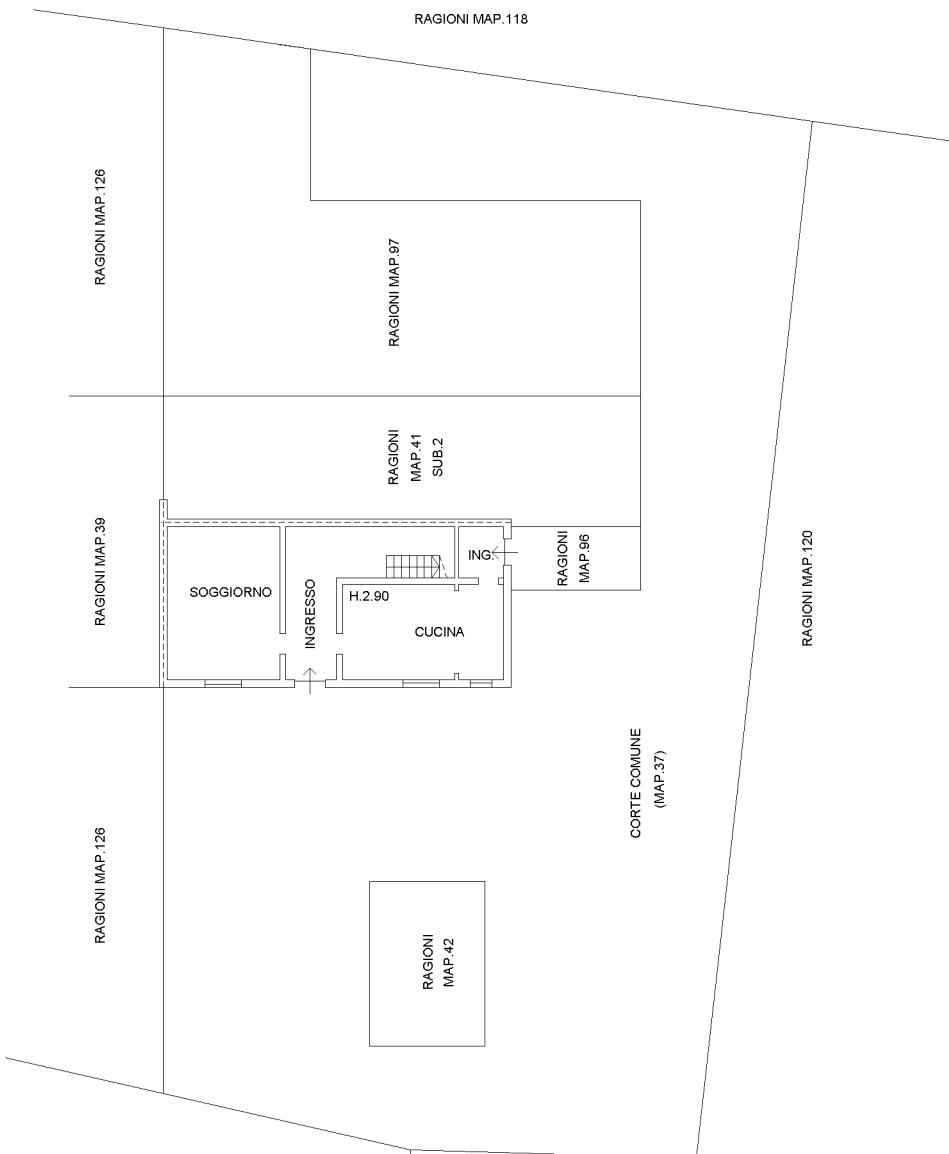 RAGIONI MAP.118
RAGIONI MAP.126
RAGIONI MAP.97
RAGIONI
MAP.41
SUB.2
RAGIONI MAP.39
RAGIONI
MAP.96
RAGIONI MAP.120
ING.
SOGGIORNO
H.2.90
INGRESSO
CUCINA
CORTE COMUNE
(MAP.37)
RAGIONI MAP.126
RAGIONI
MAP.42